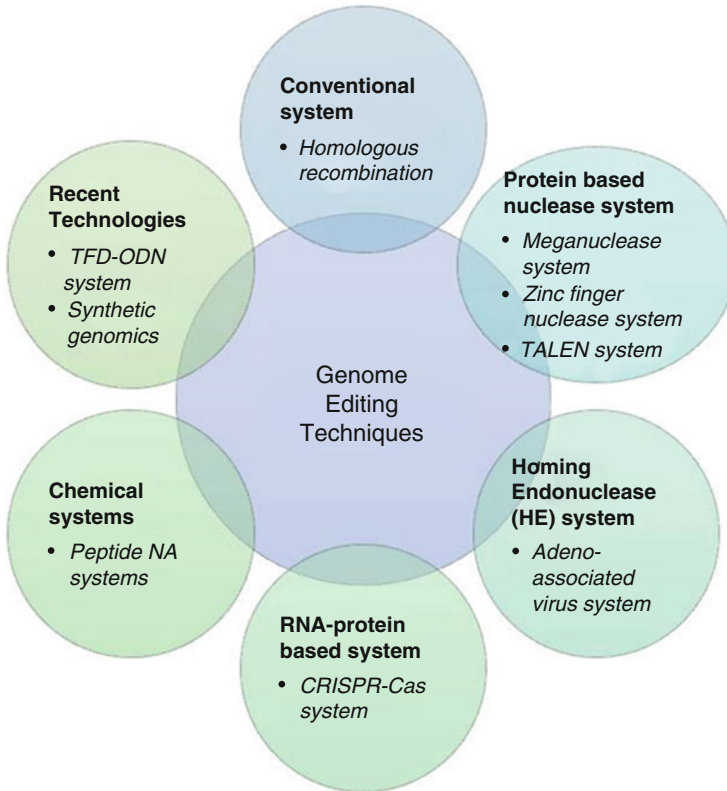 Conventional
system
• Homologous
recombination
Protein based
nuclease system
• Meganuclease
system
• Zinc finger
nuclease system
• TALEN system
Homing
Endonuclease
(HE) system
• Adeno-
associated
virus system
RNA-protein
based system
• CRISPR-Cas
system
Chemical
systems
• Peptide NA
systems
Recent
Technologies
• TFD-ODN
system
• Synthetic
genomics
Genome
Editing
Techniques